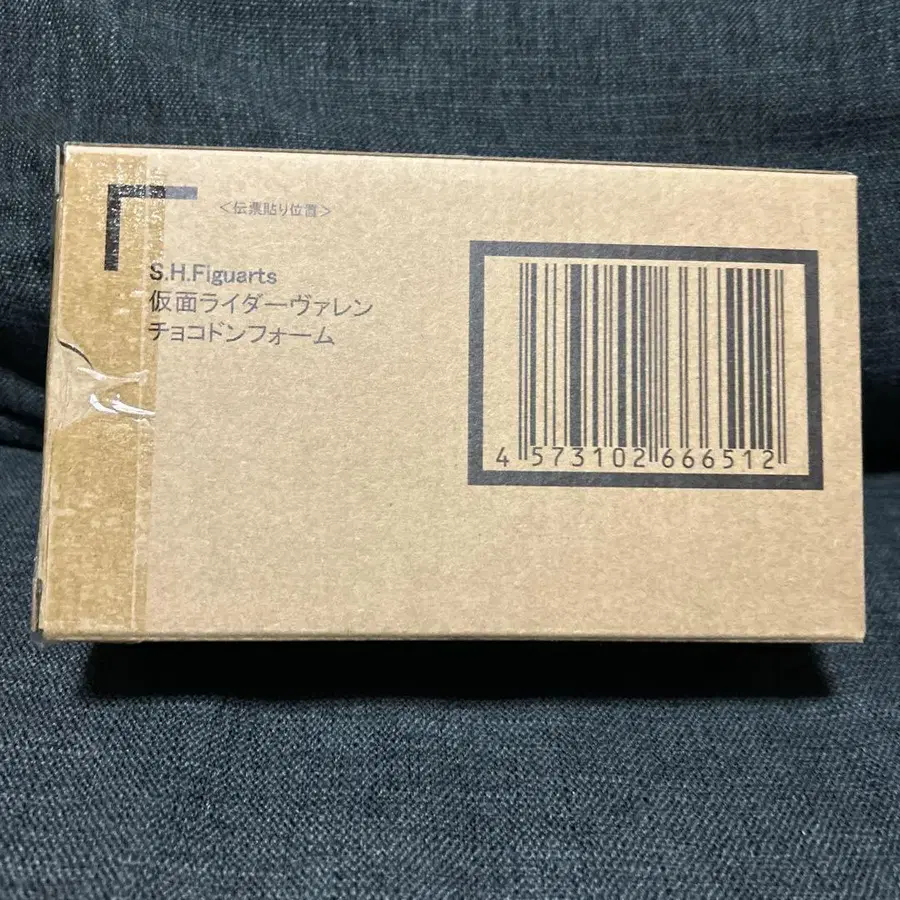 <伝票貼り位置>
S.H.Figuarts
仮面ライダーヴァレン
チョコドンフォーム
4 573102 666512